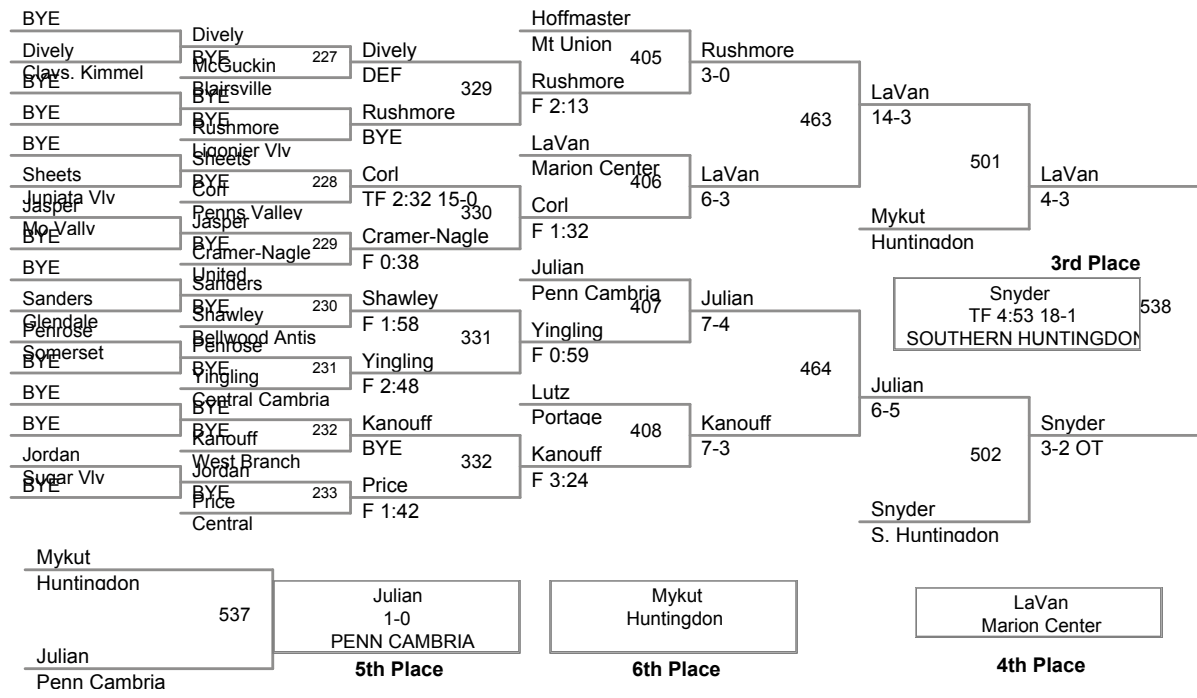 BYE
Dively
Clays. Kimmel
BYE
BYE
BYE
Sheets
Juniata Vlv
Jasper
Mo Vally
BYE
BYE
Sanders
Glendale
Penrose
Somerset
BYE
BYE
BYE
Jordan
Sugar Vlv
BYE
Dively
BYE
227
McGuckin
Blairsville
BYE
BYE
Rushmore
Ligonier Vlv
Sheets
BYE
228
Corl
Penns Valley
Jasper
BYE
229
Cramer-Nagle
United
Sanders
BYE
230
Shawley
Bellwood Antis
Penrose
BYE
231
Yingling
Central Cambria
BYE
BYE
232
Kanouff
West Branch
Jordan
BYE
233
Price
Central
Dively
DEF
329
Rushmore
BYE
Corl
TF 2:32 15-0
330
Cramer-Nagle
F 0:38
Shawley
F 1:58
331
Yingling
F 2:48
Kanouff
BYE
332
Price
F 1:42
Hoffmaster
Mt Union
405
Rushmore
F 2:13
LaVan
Marion Center
406
Corl
F 1:32
Julian
Penn Cambria
407
Yingling
F 0:59
Lutz
Portage
408
Kanouff
F 3:24
Rushmore
3-0
463
LaVan
6-3
Julian
7-4
464
Kanouff
7-3
LaVan
14-3
501
Mykut
Huntingdon
Julian
6-5
502
Snyder
S. Huntingdon
LaVan
4-3
3rd Place
Snyder
TF 4:53 18-1
SOUTHERN HUNTINGDON
538
Snyder
3-2 OT
Mykut
Huntingdon
537
Julian
Penn Cambria
Julian
1-0
PENN CAMBRIA
5th Place
Mykut
Huntingdon
6th Place
LaVan
Marion Center
4th Place